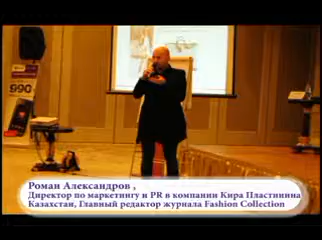 990
Роман Александров ,
Директор по маркетингу и PR в компании Кира Пластинина
Казахстан, Главный редактор журнала Fashion Collection